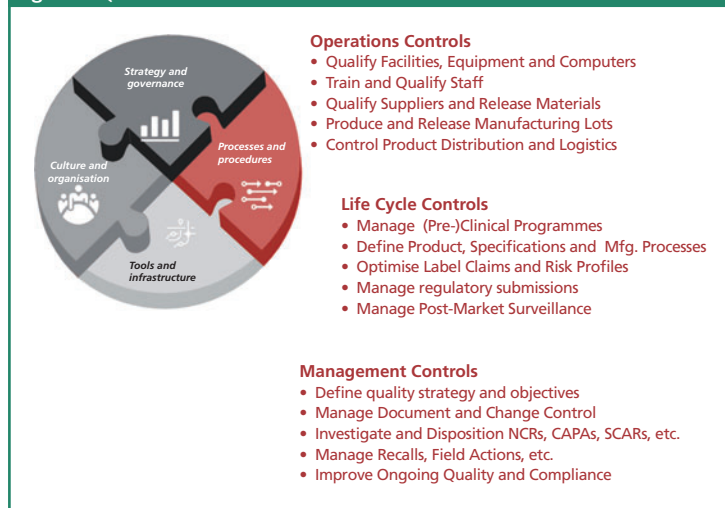 Strategy and
governance
Processes and
procedures
Culture and
organisation
Tools and
infrastructure
Operations Controls
• Qualify Facilities, Equipment and Computers
• Train and Qualify Staff
• Qualify Suppliers and Release Materials
• Produce and Release Manufacturing Lots
• Control Product Distribution and Logistics
Life Cycle Controls
• Manage (Pre-)Clinical Programmes
• Define Product, Specifications and Mfg. Processes
• Optimise Label Claims and Risk Profiles
• Manage regulatory submissions
• Manage Post-Market Surveillance
Management Controls
• Define quality strategy and objectives
• Manage Document and Change Control
• Investigate and Disposition NCRs, CAPAs, SCARs, etc.
• Manage Recalls, Field Actions, etc.
• Improve Ongoing Quality and Compliance